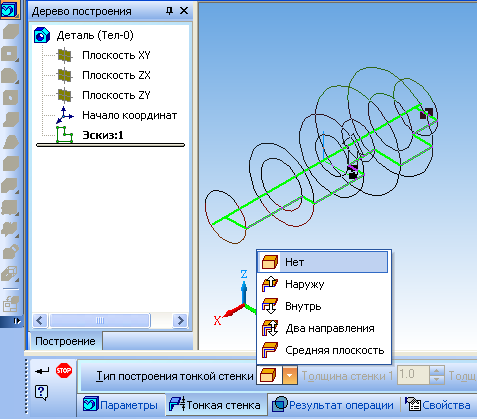 Дерево построения
Деталь (Тел-0)
Плоскость XY
Плоскость ZX
Плоскость ZY
Начало координат
Эскиз:1
Построение
Z
X
Нет
Наружу
Внутрь
Два направления
Средняя плоскость
Тип построения тонкой стенки
Толщина стенки 1
1.0
Толщ
STOP
Параметры
Тонкая стенка
Результат операции
Свойства